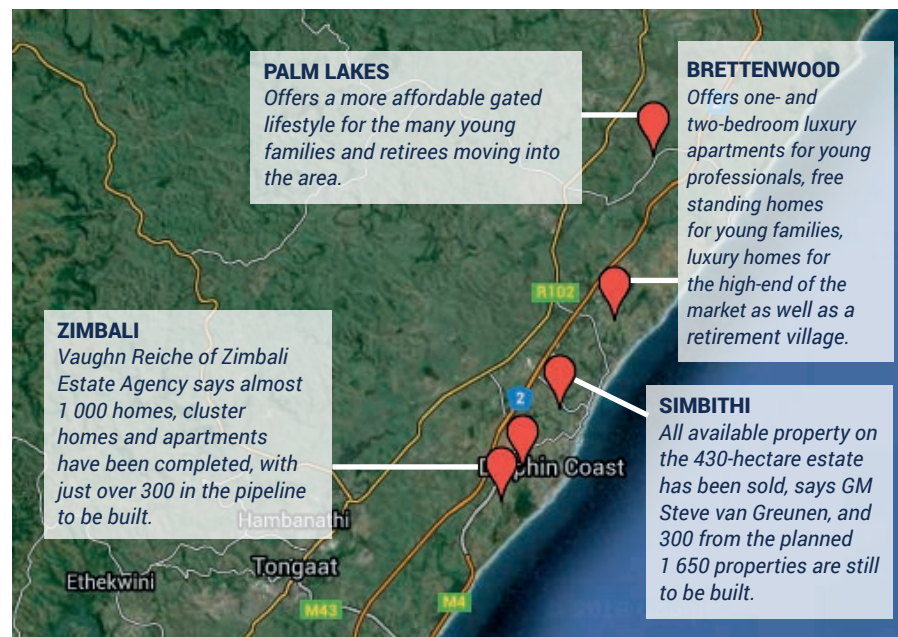 PALM LAKES
Offers a more affordable gated
lifestyle for the many young
families and retirees moving into
the area.
BRETTENWOOD
Offers one- and
two-bedroom luxury
apartments for young
professionals, free
standing homes
for young families,
luxury homes for
the high-end of the
market as well as a
retirement village.
R102
ZIMBALI
Vaughn Reiche of Zimbali
Estate Agency says almost
1 000 homes, cluster
homes and apartments
have been completed, with
just over 300 in the pipeline
to be built.
2
SIMBITHI
All available property on
the 430-hectare estate
has been sold, says GM
Steve van Greunen, and
300 from the planned
1 650 properties are still
to be built.
Coast
Hambanathi
Tongaat
Ethekwini
M43
M4